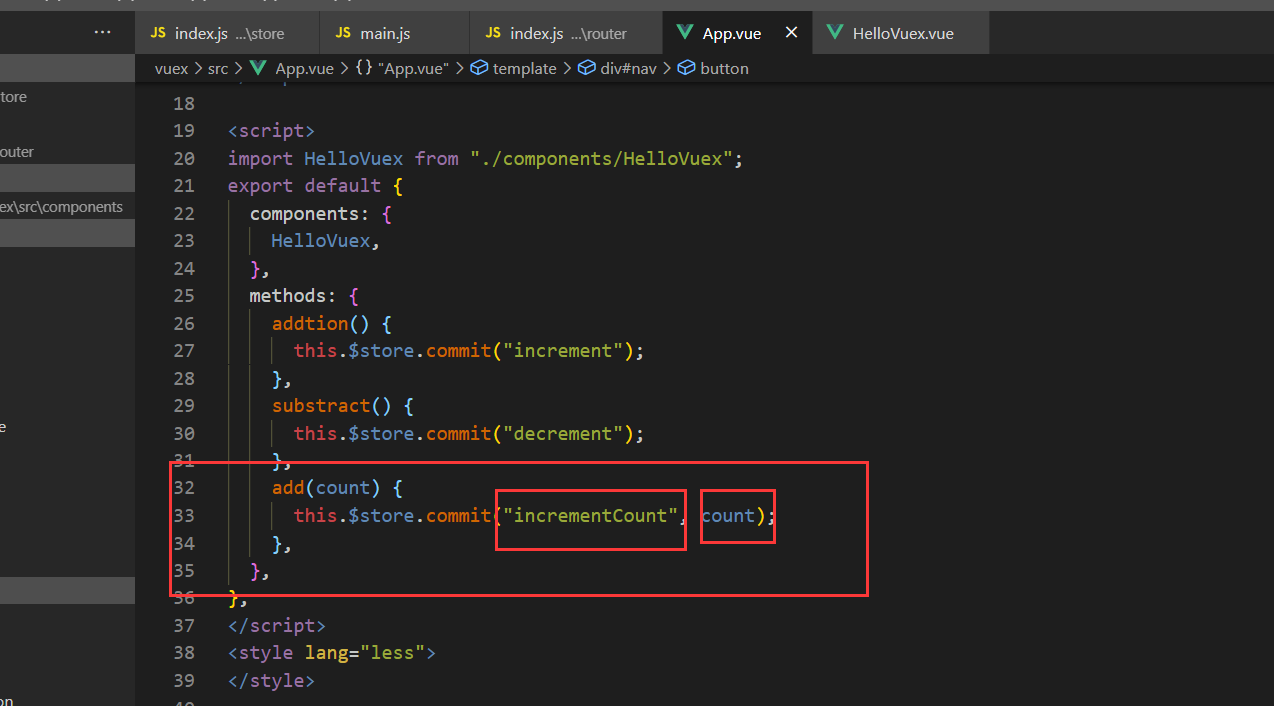 ··· JS index.js ...\store JS main.js JS index.js ...\router App.vue × HelloVuex.vue
vuex > src > App.vue > {} "App.vue" > template > div#nav > button
tore
outer
ex\src\components
e
on
18
19 <script>
20 import HelloVuex from "./components/HelloVuex";
21 export default {
22 components: {
23 HelloVuex,
24 },
25 methods: {
26 addtion() {
27 this.$store.commit("increment");
28 },
29 substract() {
30 this.$store.commit("decrement");
31 },
32 add(count) {
33 this.$store.commit("incrementCount", count);
34 },
35 },
36 };
37 </script>
38 <style lang="less">
39 </style>